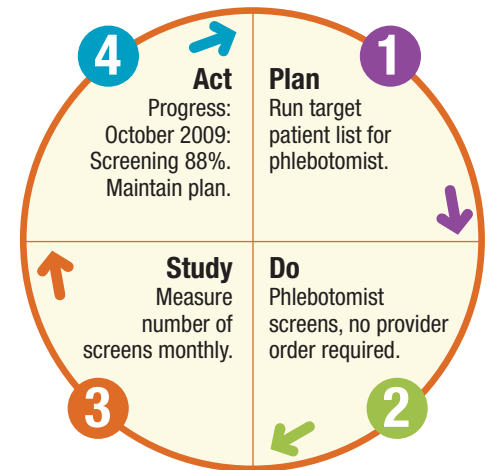 1
Plan
Run target
patient list for
phlebotomist.
2
Do
Phlebotomist
screens, no provider
order required.
3
Study
Measure
number of
screens monthly.
4
Act
Progress:
October 2009:
Screening 88%.
Maintain plan.